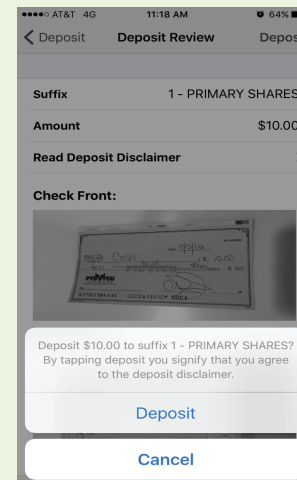 AT&T 4G 11:18 AM 64%
Deposit Deposit Review Depos
Suffix 1 - PRIMARY SHARES
Amount $10.00
Read Deposit Disclaimer
Check Front:
Cash $ 10.00
Deposit $10.00 to suffix 1 - PRIMARY SHARES?
By tapping deposit you signify that you agree
to the deposit disclaimer.
Deposit
Cancel